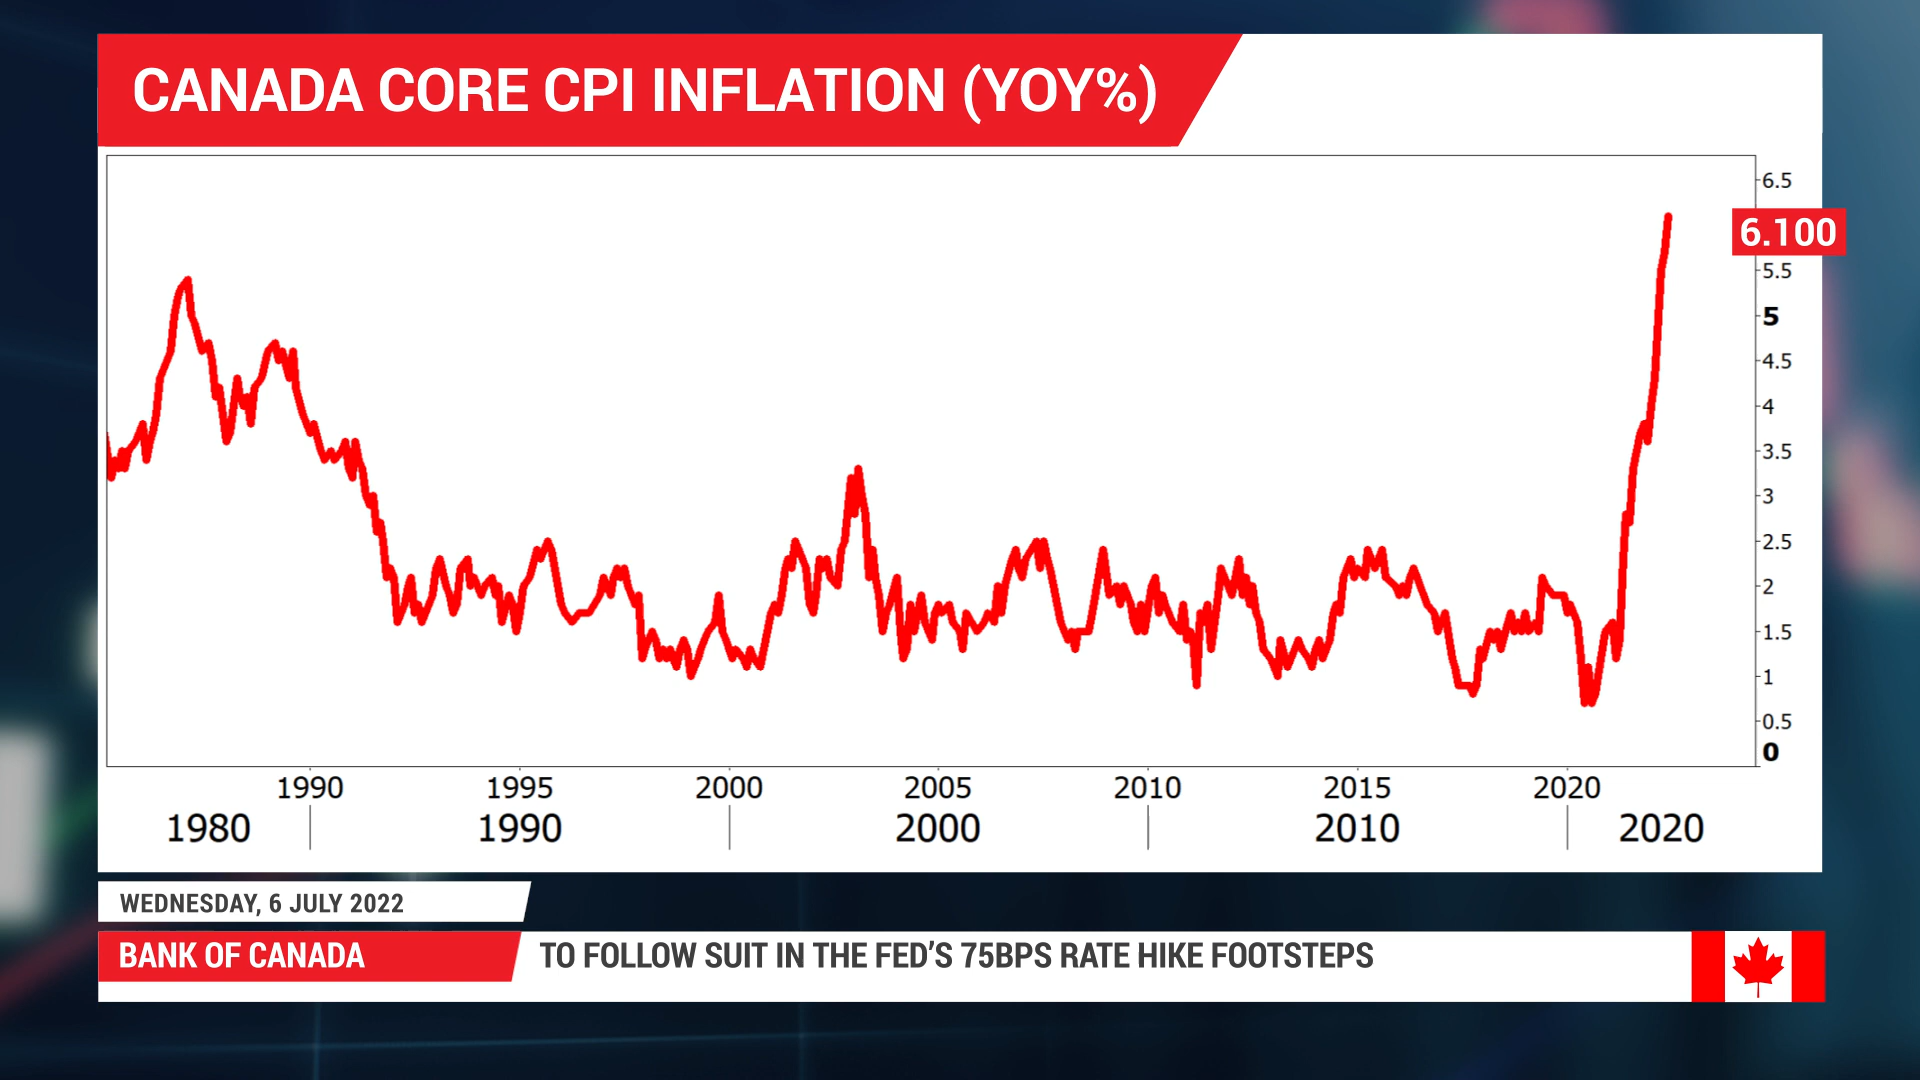 CANADA CORE CPI INFLATION (YOY%)
6.5
6.100
5.5
5
4.5
4
3.5
3
2.5
2
1.5
1
0.5
0
1990 1995 2000 2005 2010 2015 2020
1980 1990 2000 2010 2020
WEDNESDAY, 6 JULY 2022
BANK OF CANADA TO FOLLOW SUIT IN THE FED’S 75BPS RATE HIKE FOOTSTEPS